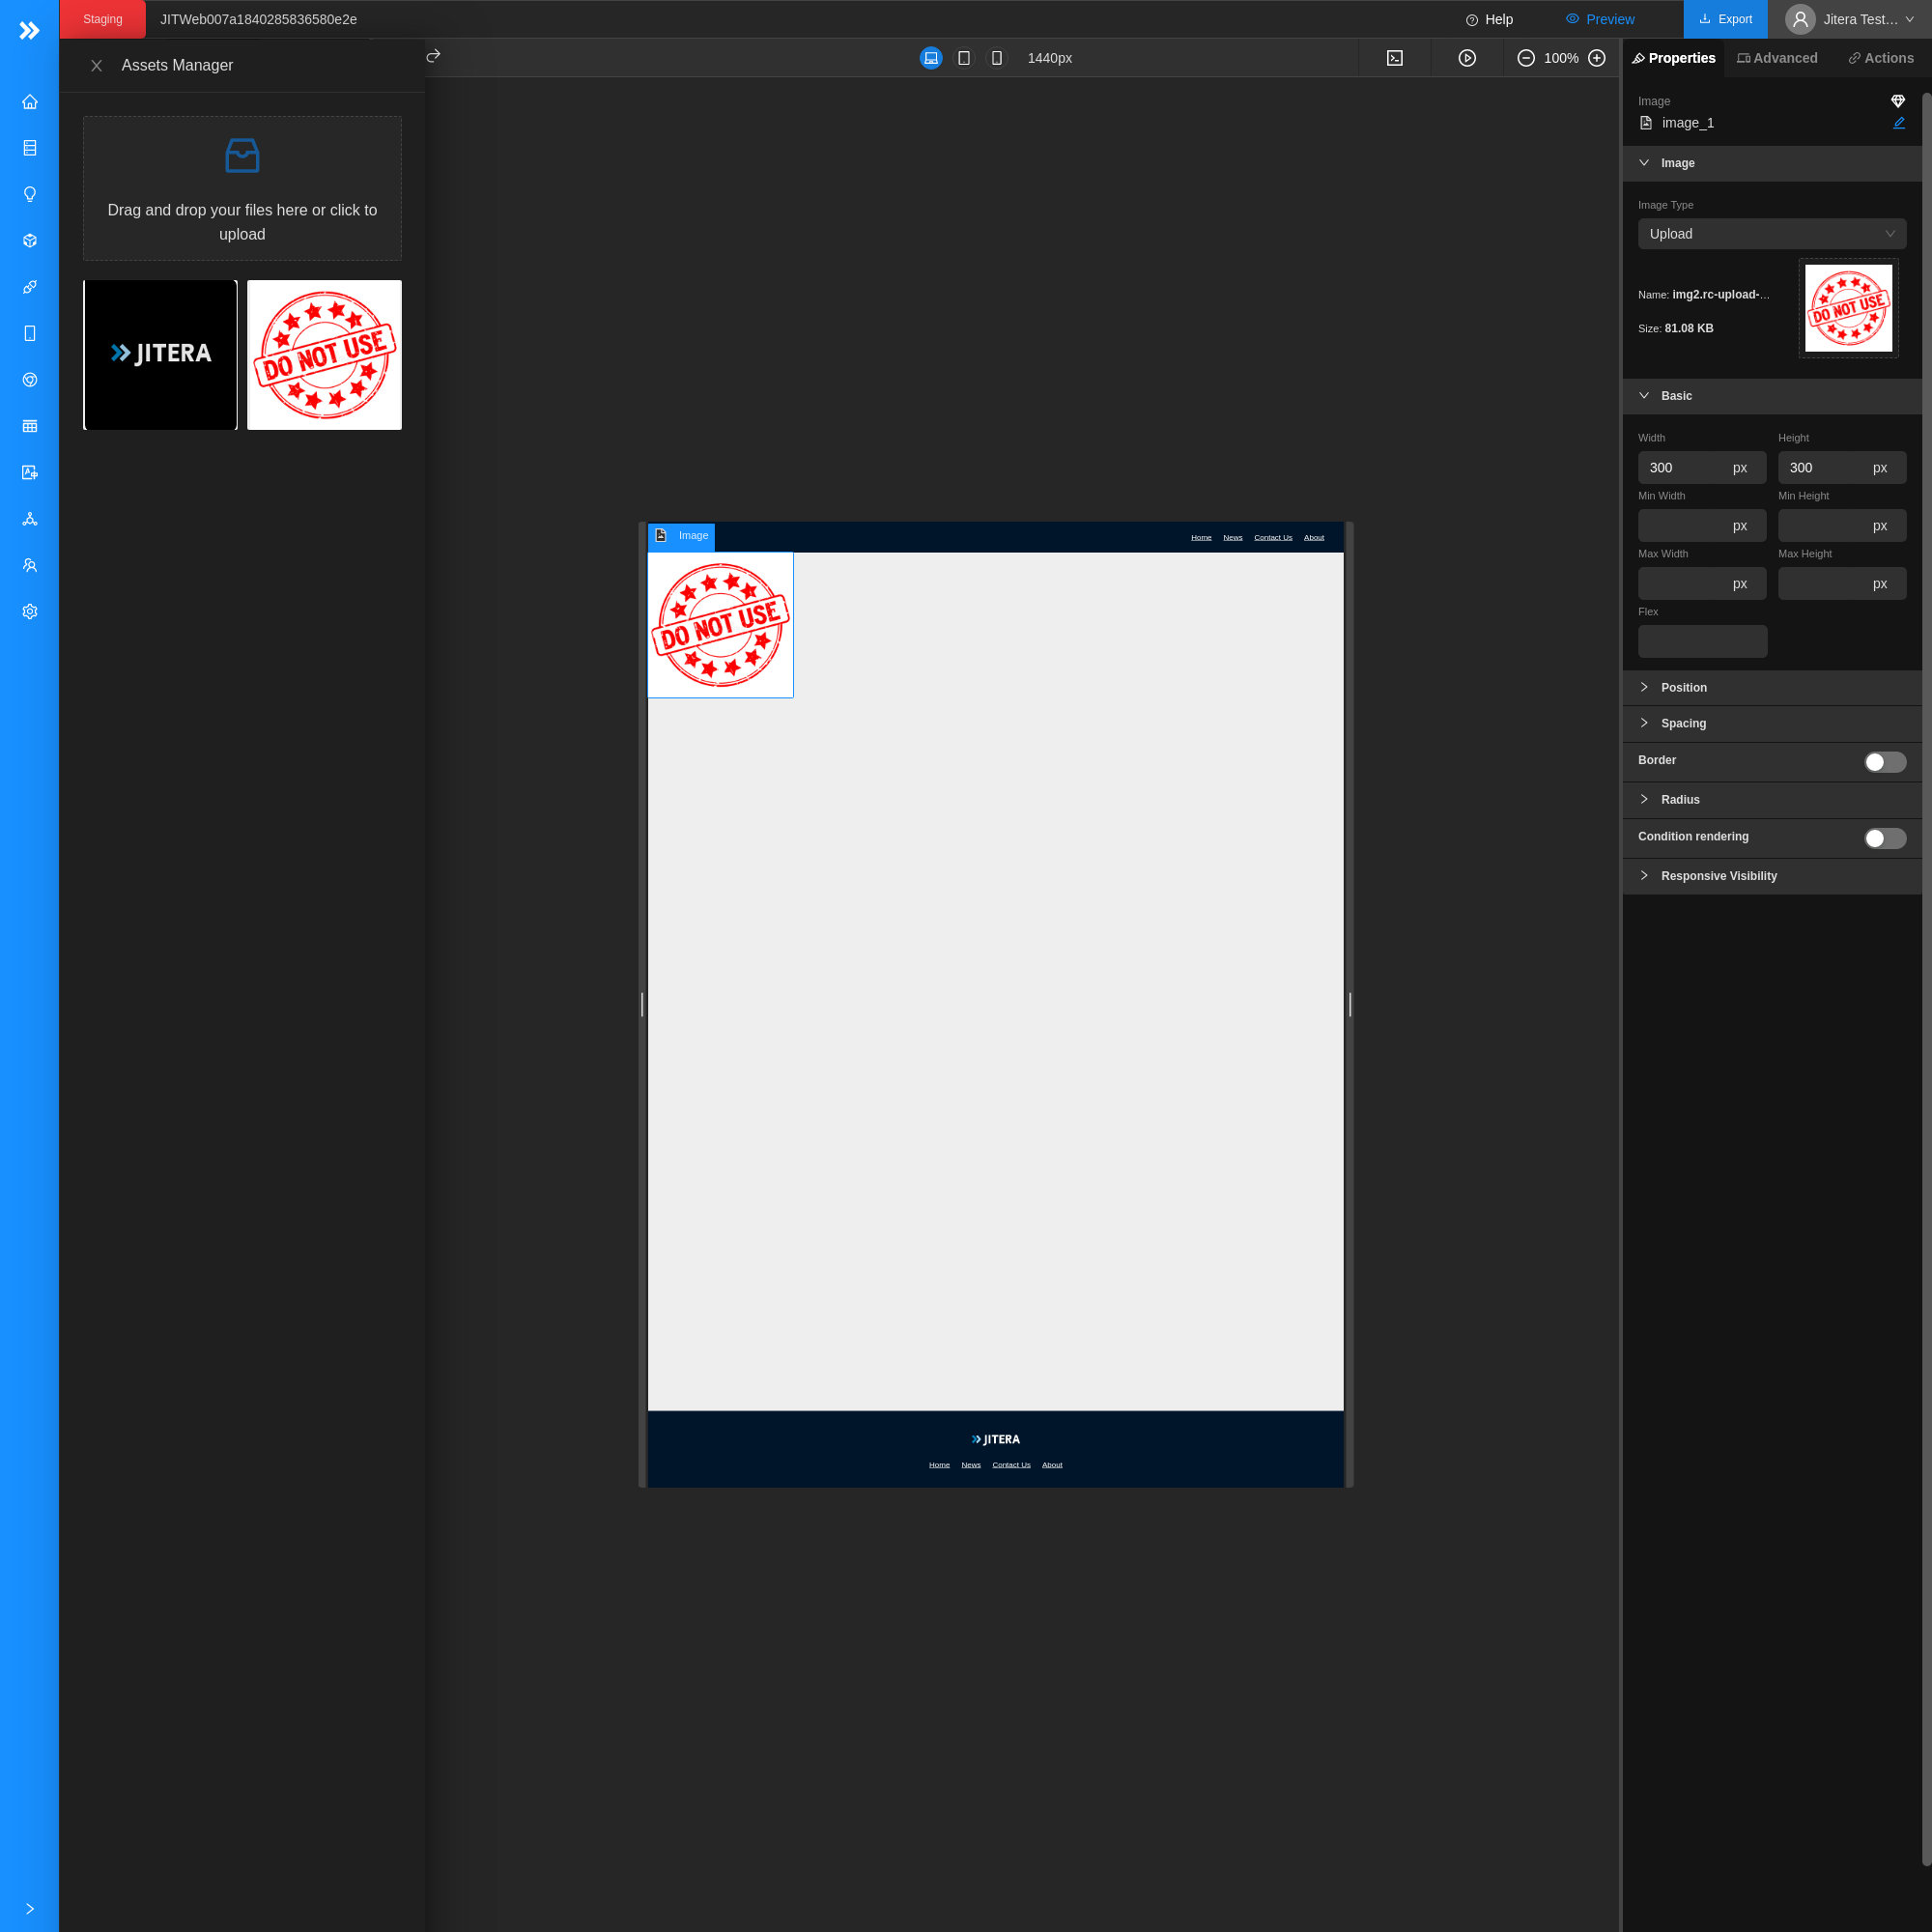 Staging
JITWeb007a1840285836580e2e
Help
Preview
Export
Jitera Test…
Assets Manager
1440px
100%
Properties
Advanced
Actions
Drag and drop your files here or click to
upload
JITERA
DO NOT USE
Image
image_1
Image
Image Type
Upload
Name: img2.rc-upload-…
Size: 81.08 KB
DO NOT USE
Basic
Width
Height
300 px
300 px
Min Width
Min Height
px
px
Max Width
Max Height
px
px
Flex
Position
Spacing
Border
Radius
Condition rendering
Responsive Visibility
Image
Home News Contact Us About
DO NOT USE
JITERA
Home News Contact Us About